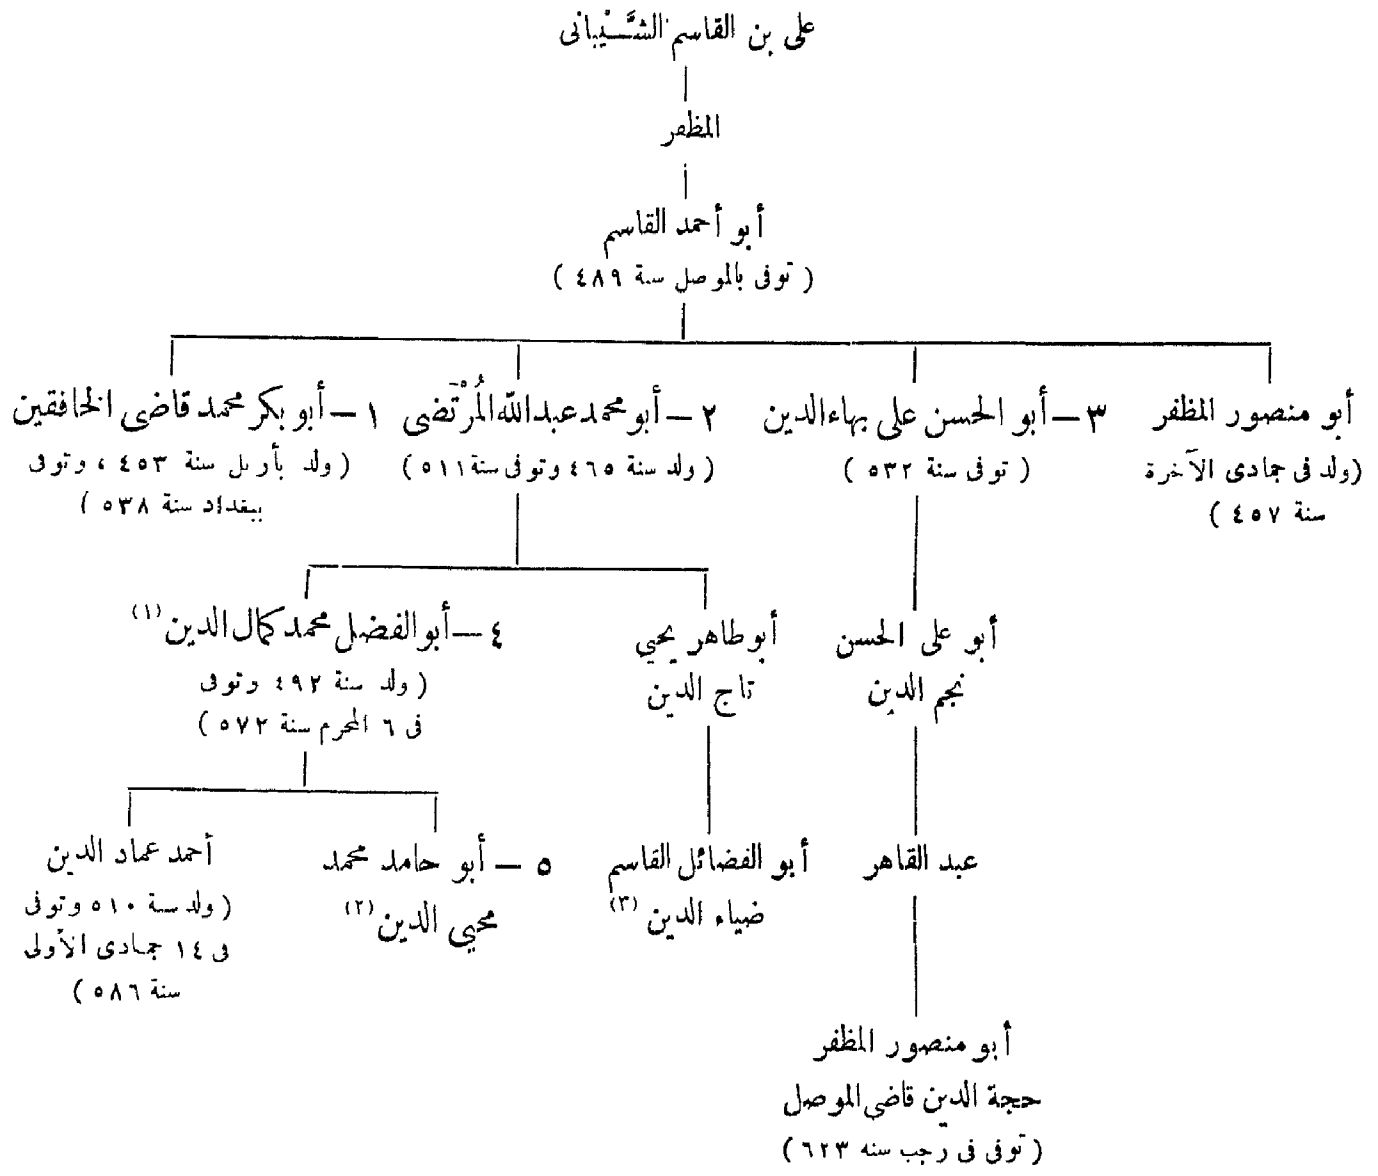 على بن القاسم الشَّيْبانى
المظفر
أبو أحمد القاسم
( توفى بالموصل سنة ٤٨٩ )
أبو منصور المظفر
(ولد فى جمادى الآخرة
سنة ٤٥٧ )
٣ – أبو الحسن على بهاء الدين
( توفى سنة ٥٣٢ )
٢ – أبو محمد عبد الله المُرْتَضى
( ولد سنة ٤٦٥ وتوفى سنة ٥١١ )
١ – أبو بكر محمد قاضى الخافقين
( ولد بأربل سنة ٤٥٣ ، وتوفى
ببغداد سنة ٥٣٨ )
أبو على الحسن
نجم الدين
أبو طاهر يحيى
تاج الدين
٤ – أبو الفضل محمد كمال الدين (١)
( ولد سنة ٤٩٢ وتوفى
فى ٦ المحرم سنة ٥٧٢ )
عبد القاهر
أبو الفضائل القاسم
ضياء الدين (٣)
٥ – أبو حامد محمد
محيى الدين (٢)
أحمد عماد الدين
( ولد سنة ٥١٠ وتوفى
فى ١٤ جمادى الأولى
سنة ٥٨٦ )
أبو منصور المظفر
حجة الدين قاضى الموصل
( توفى فى رجب سنه ٦٢٣ )